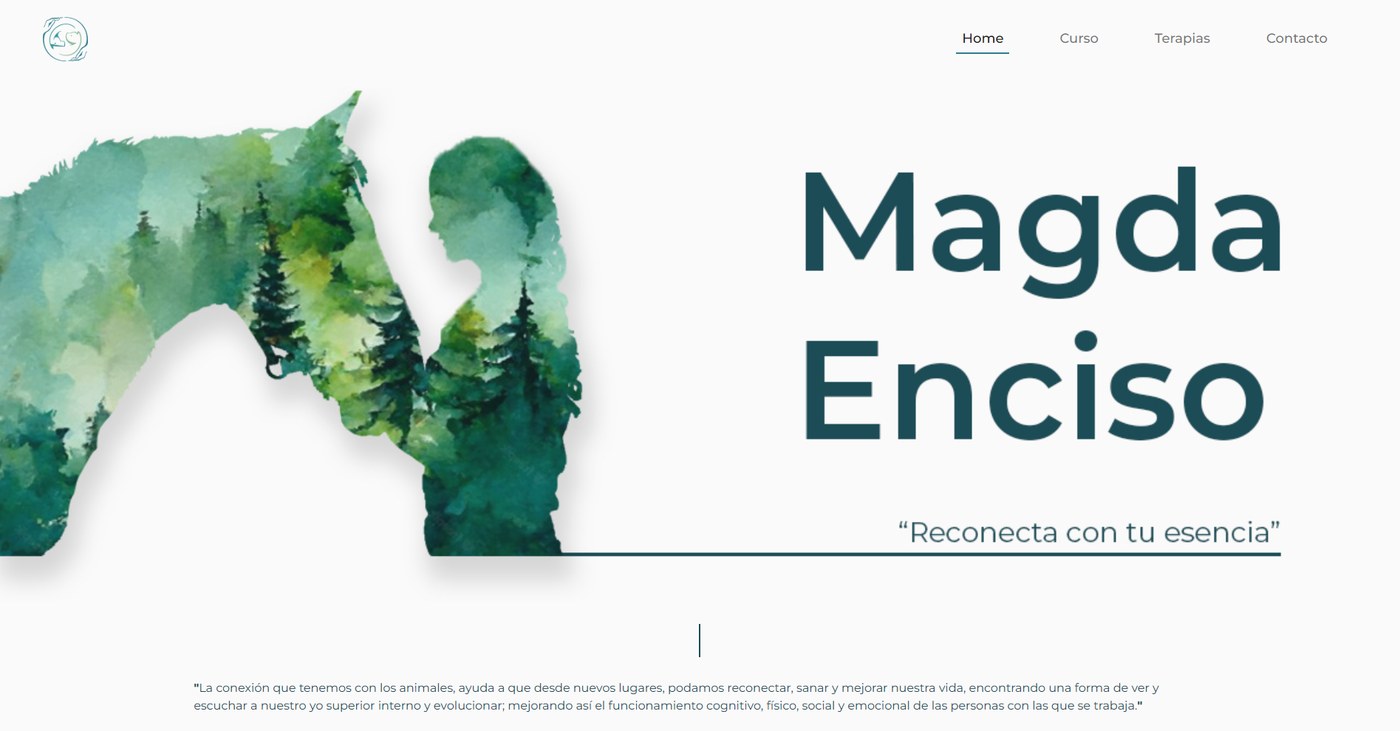 Home Curso Terapias Contacto
Magda
Enciso
“Reconecta con tu esencia”
"La conexión que tenemos con los animales, ayuda a que desde nuevos lugares, podamos reconectar, sanar y mejorar nuestra vida, encontrando una forma de ver y
escuchar a nuestro yo superior interno y evolucionar; mejorando así el funcionamiento cognitivo, físico, social y emocional de las personas con las que se trabaja."